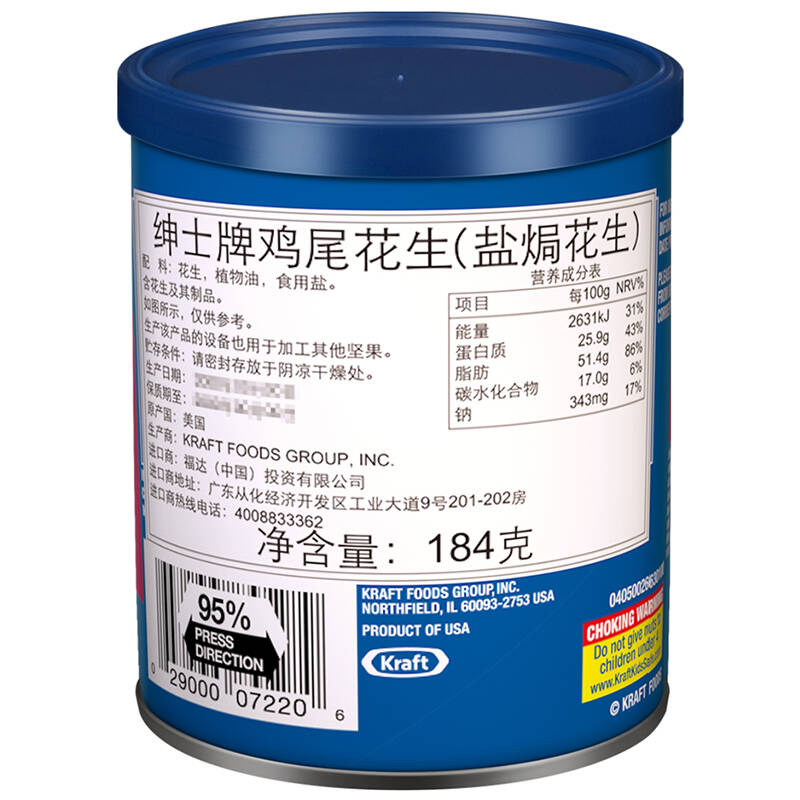 绅士牌鸡尾花生(盐焗花生)
配 料:花生,植物油,食用盐。
含花生及其制品。
如图所示,仅供参考。
生产该产品的设备也用于加工其他坚果。
贮存条件:请密封存放于阴凉干燥处。
生产日期:
保质期至:
原产国:美国
生产商:KRAFT FOODS GROUP, INC.
进口商:福达(中国)投资有限公司
进口商地址:广东从化经济开发区工业大道9号201-202房
进口商热线电话:4008833362
营养成分表
项目 每100g NRV%
能量 2631kJ 31%
蛋白质 25.9g 43%
脂肪 51.4g 86%
碳水化合物 17.0g 6%
钠 343mg 17%
净含量:184克
95%
PRESS
DIRECTION
0 29000 07220 6
KRAFT FOODS GROUP, INC.
NORTHFIELD, IL 60093-2753 USA
PRODUCT OF USA
Kraft
CHOKING
Do not give nuts
children under
© KRAFT